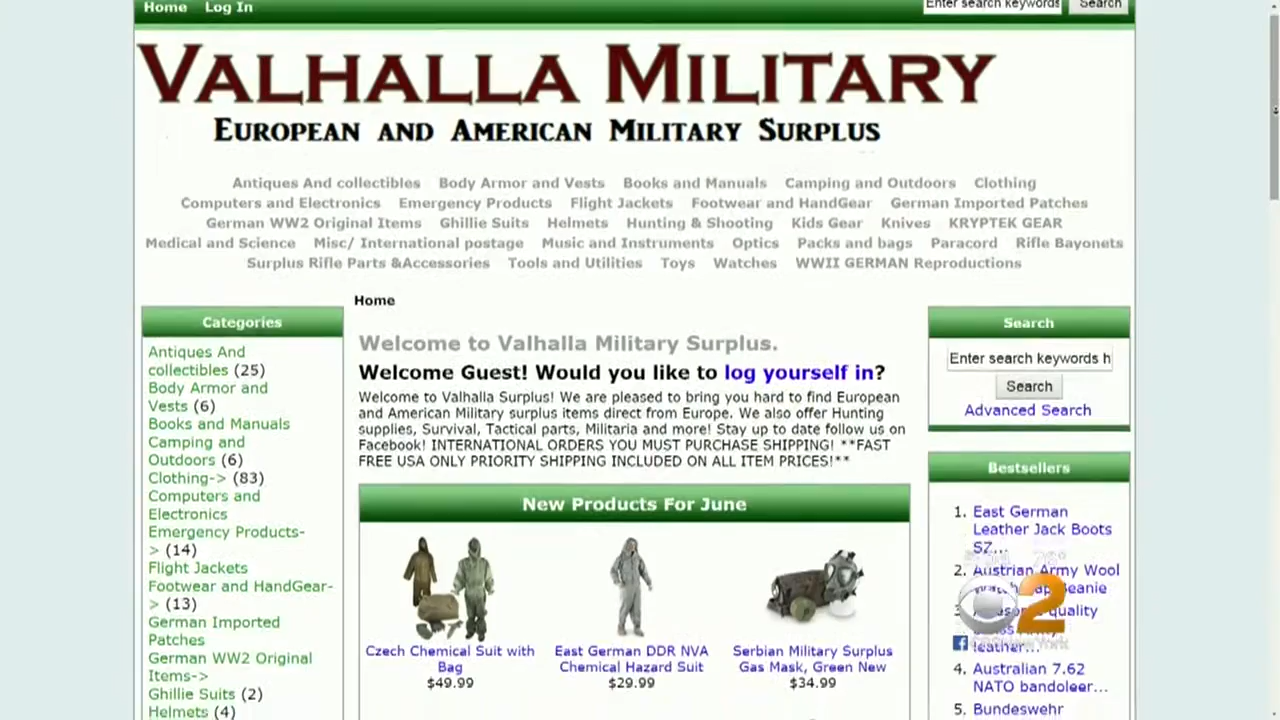 Home Log In
Enter search keywords Search
VALHALLA MILITARY
EUROPEAN AND AMERICAN MILITARY SURPLUS
Antiques And collectibles Body Armor and Vests Books and Manuals Camping and Outdoors Clothing
Computers and Electronics Emergency Products Flight Jackets Footwear and HandGear German Imported Patches
German WW2 Original Items Ghillie Suits Helmets Hunting & Shooting Kids Gear Knives KRYPTEK GEAR
Medical and Science Misc/ International postage Music and Instruments Optics Packs and bags Paracord Rifle Bayonets
Surplus Rifle Parts &Accessories Tools and Utilities Toys Watches WWII GERMAN Reproductions
Categories
Antiques And
collectibles (25)
Body Armor and
Vests (6)
Books and Manuals
Camping and
Outdoors (6)
Clothing-> (83)
Computers and
Electronics
Emergency Products-
> (14)
Flight Jackets
Footwear and HandGear-
> (13)
German Imported
Patches
German WW2 Original
Items->
Ghillie Suits (2)
Helmets (4)
Home
Welcome to Valhalla Military Surplus.
Welcome Guest! Would you like to log yourself in?
Welcome to Valhalla Surplus! We are pleased to bring you hard to find European
and American Military surplus items direct from Europe. We also offer Hunting
supplies, Survival, Tactical parts, Militaria and more! Stay up to date follow us on
Facebook! INTERNATIONAL ORDERS YOU MUST PURCHASE SHIPPING! **FAST
FREE USA ONLY PRIORITY SHIPPING INCLUDED ON ALL ITEM PRICES!**
New Products For June
Czech Chemical Suit with
Bag
$49.99
East German DDR NVA
Chemical Hazard Suit
$29.99
Serbian Military Surplus
Gas Mask, Green New
$34.99
Search
Enter search keywords h
Search
Advanced Search
Bestsellers
1. East German
Leather Jack Boots
SZ...
2. Austrian Army Wool
Beanie
quality
leather...
4. Australian 7.62
NATO bandoleer...
5. Bundeswehr
2